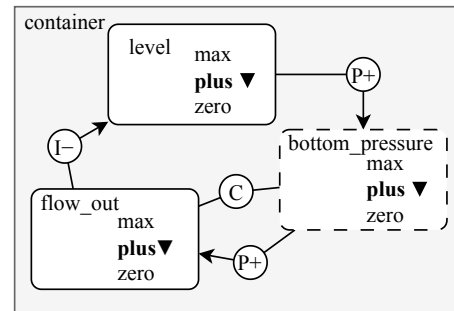 container
level
max
plus ▼
zero
P+
bottom_pressure
max
plus ▼
zero
I−
C
flow_out
max
plus ▼
zero
P+